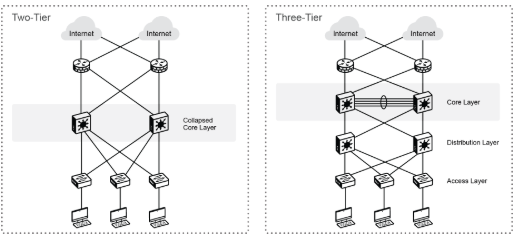 Two-Tier
Internet
Internet
Collapsed
Core Layer
Three-Tier
Internet
Internet
Core Layer
Distribution Layer
Access Layer